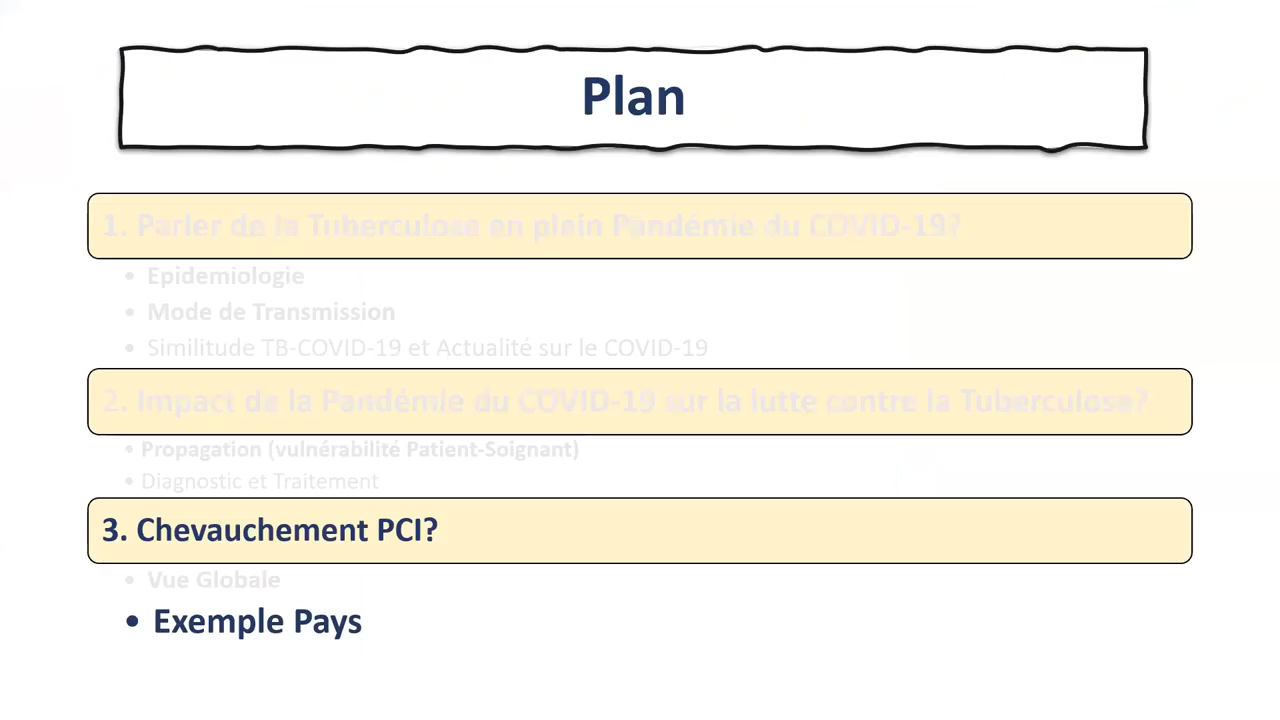 Plan
1. Parler de la Tuberculose en plein Pandémie du COVID-19?
• Epidemiologie
• Mode de Transmission
• Similitude TB-COVID-19 et Actualité sur le COVID-19
2. Impact de la Pandémie du COVID-19 sur la lutte contre la Tuberculose?
• Propagation (vulnérabilité Patient-Soignant)
• Diagnostic et Traitement
3. Chevauchement PCI?
• Vue Globale
• Exemple Pays